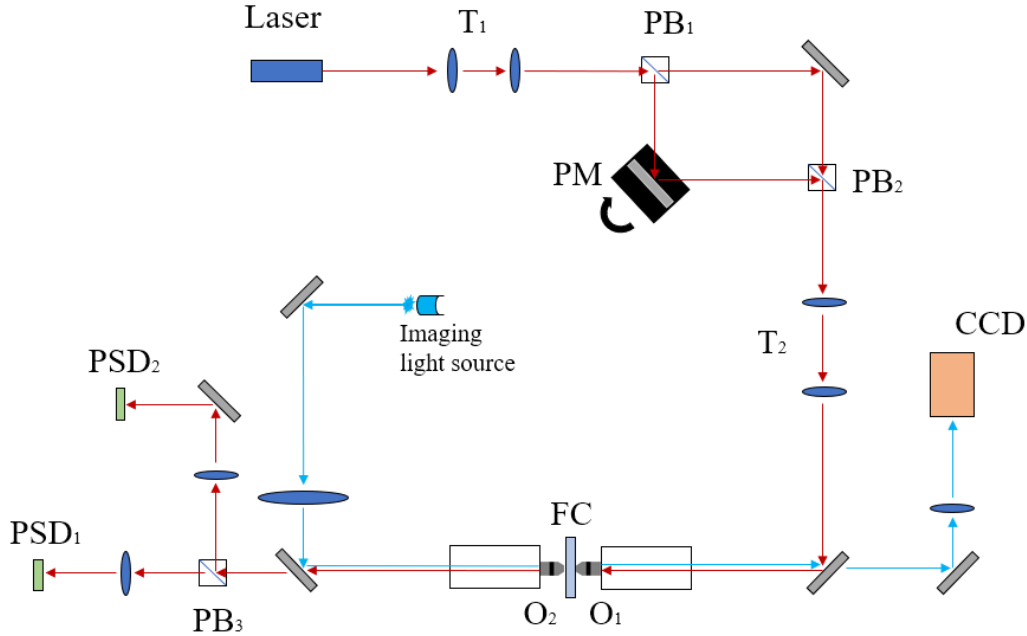 Laser
T₁
PB₁
PM
PB₂
Imaging
light source
CCD
T₂
PSD₂
FC
PSD₁
O₂
O₁
PB₃